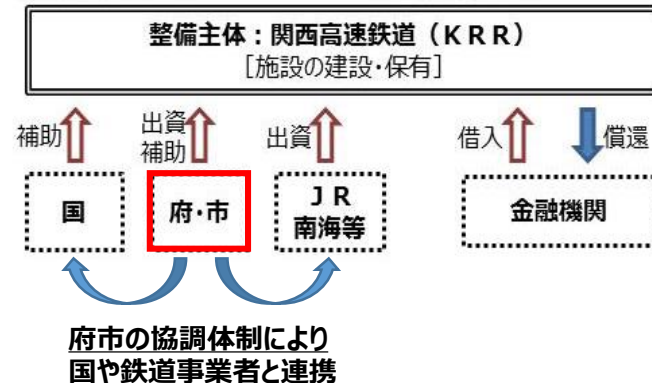 整備主体：関西高速鉄道（ＫＲＲ）
［施設の建設・保有］
補助
出資
補助
出資
借入
償還
国
府・市
ＪＲ
南海等
金融機関
府市の協調体制により
国や鉄道事業者と連携